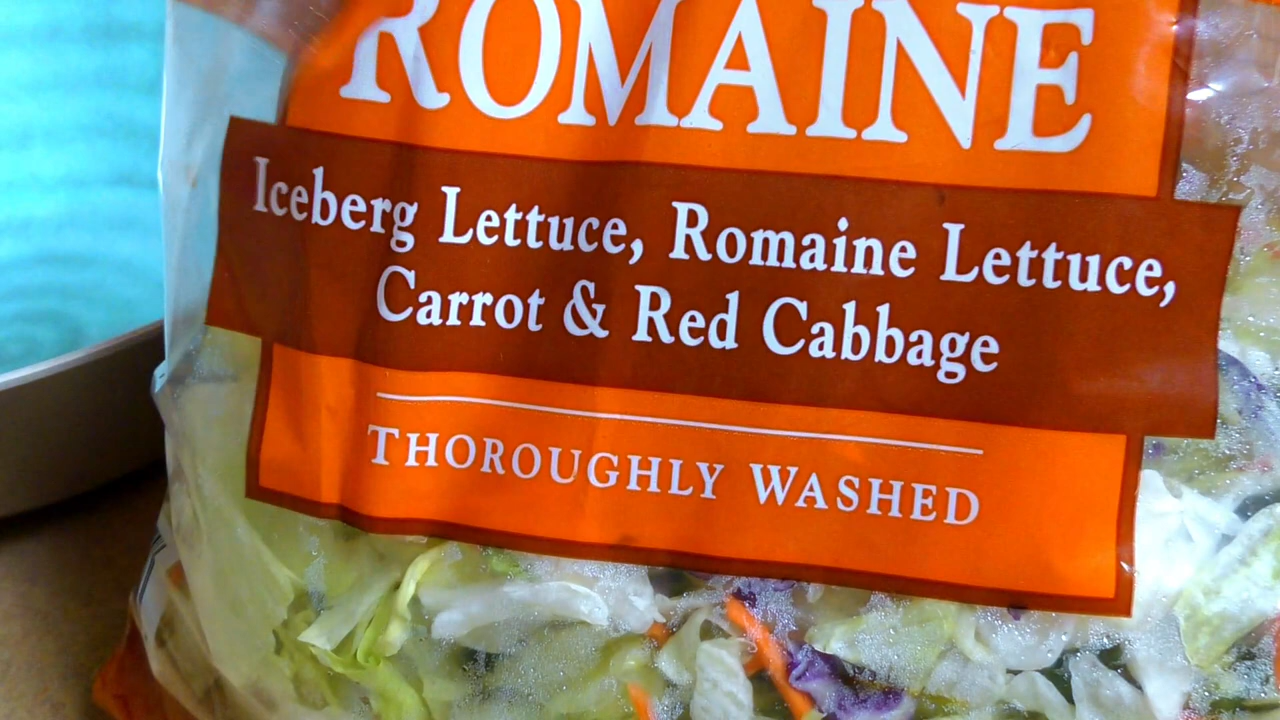 ROMAINE
Iceberg Lettuce, Romaine Lettuce,
Carrot & Red Cabbage
THOROUGHLY WASHED